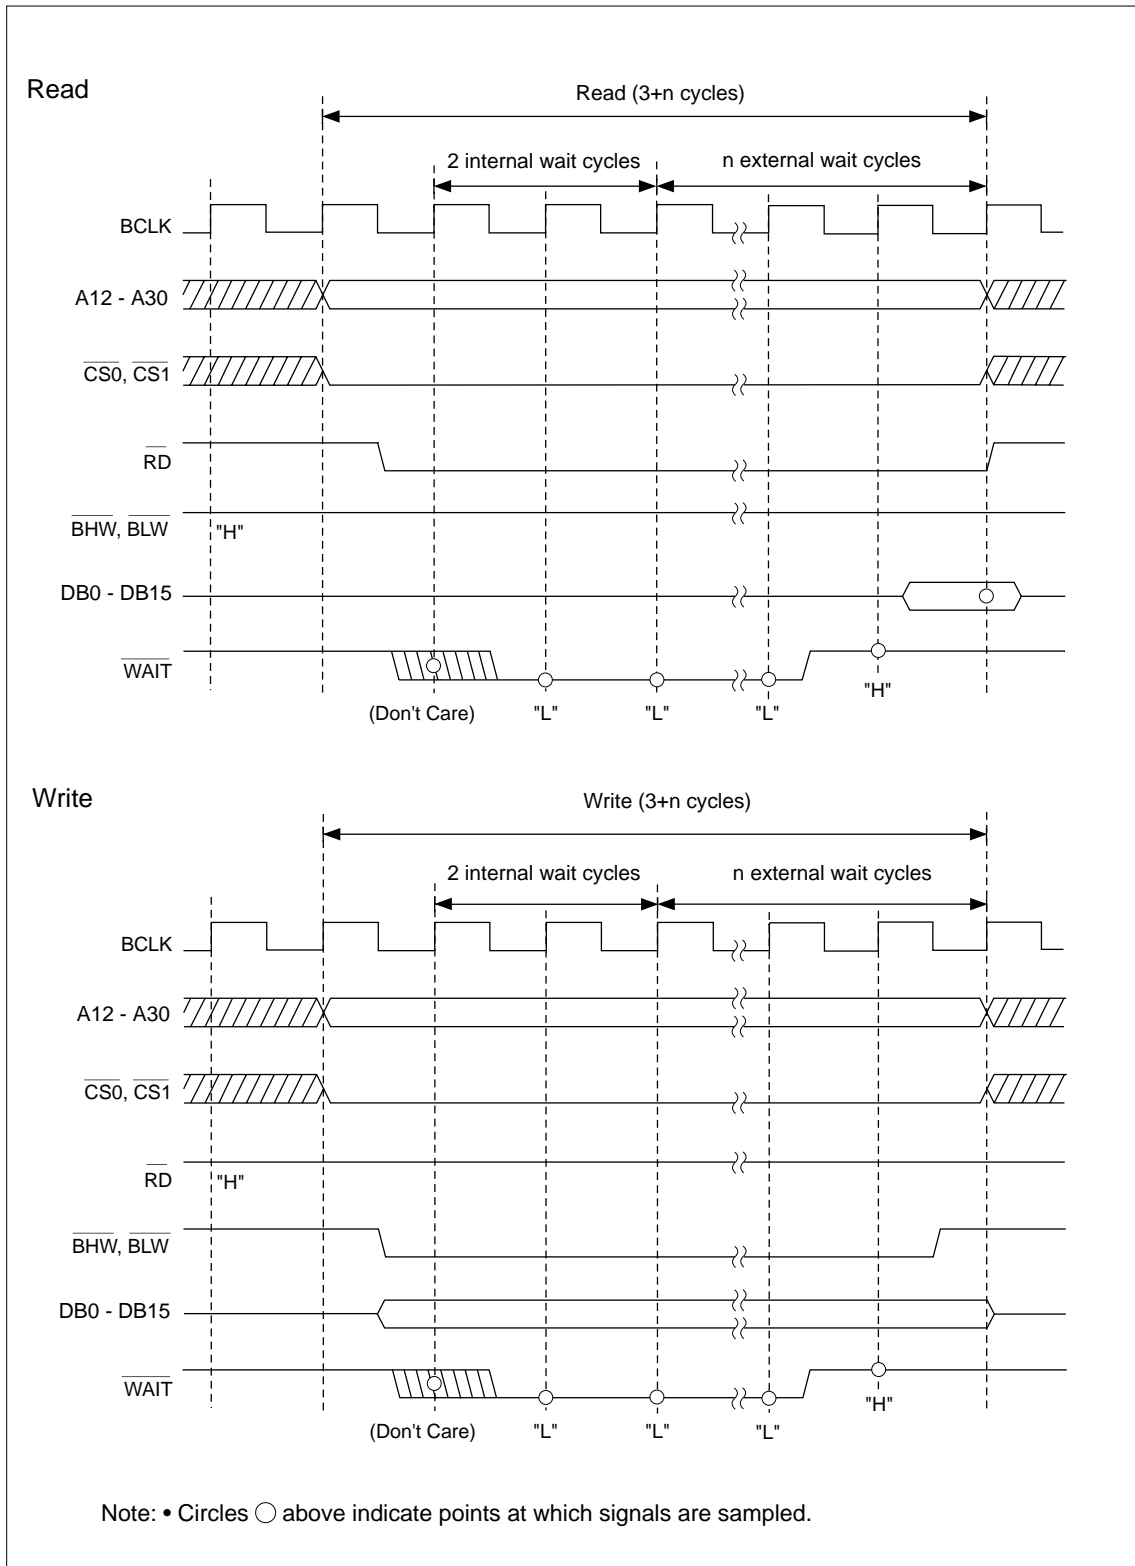 Read
Read (3+n cycles)
2 internal wait cycles
n external wait cycles
BCLK
A12 - A30
CS0, CS1
RD
BHW, BLW
"H"
DB0 - DB15
WAIT
"H"
(Don't Care)
"L"
"L"
"L"
Write
Write (3+n cycles)
2 internal wait cycles
n external wait cycles
BCLK
A12 - A30
CS0, CS1
RD
"H"
BHW, BLW
DB0 - DB15
WAIT
"H"
(Don't Care)
"L"
"L"
"L"
Note: • Circles ○ above indicate points at which signals are sampled.